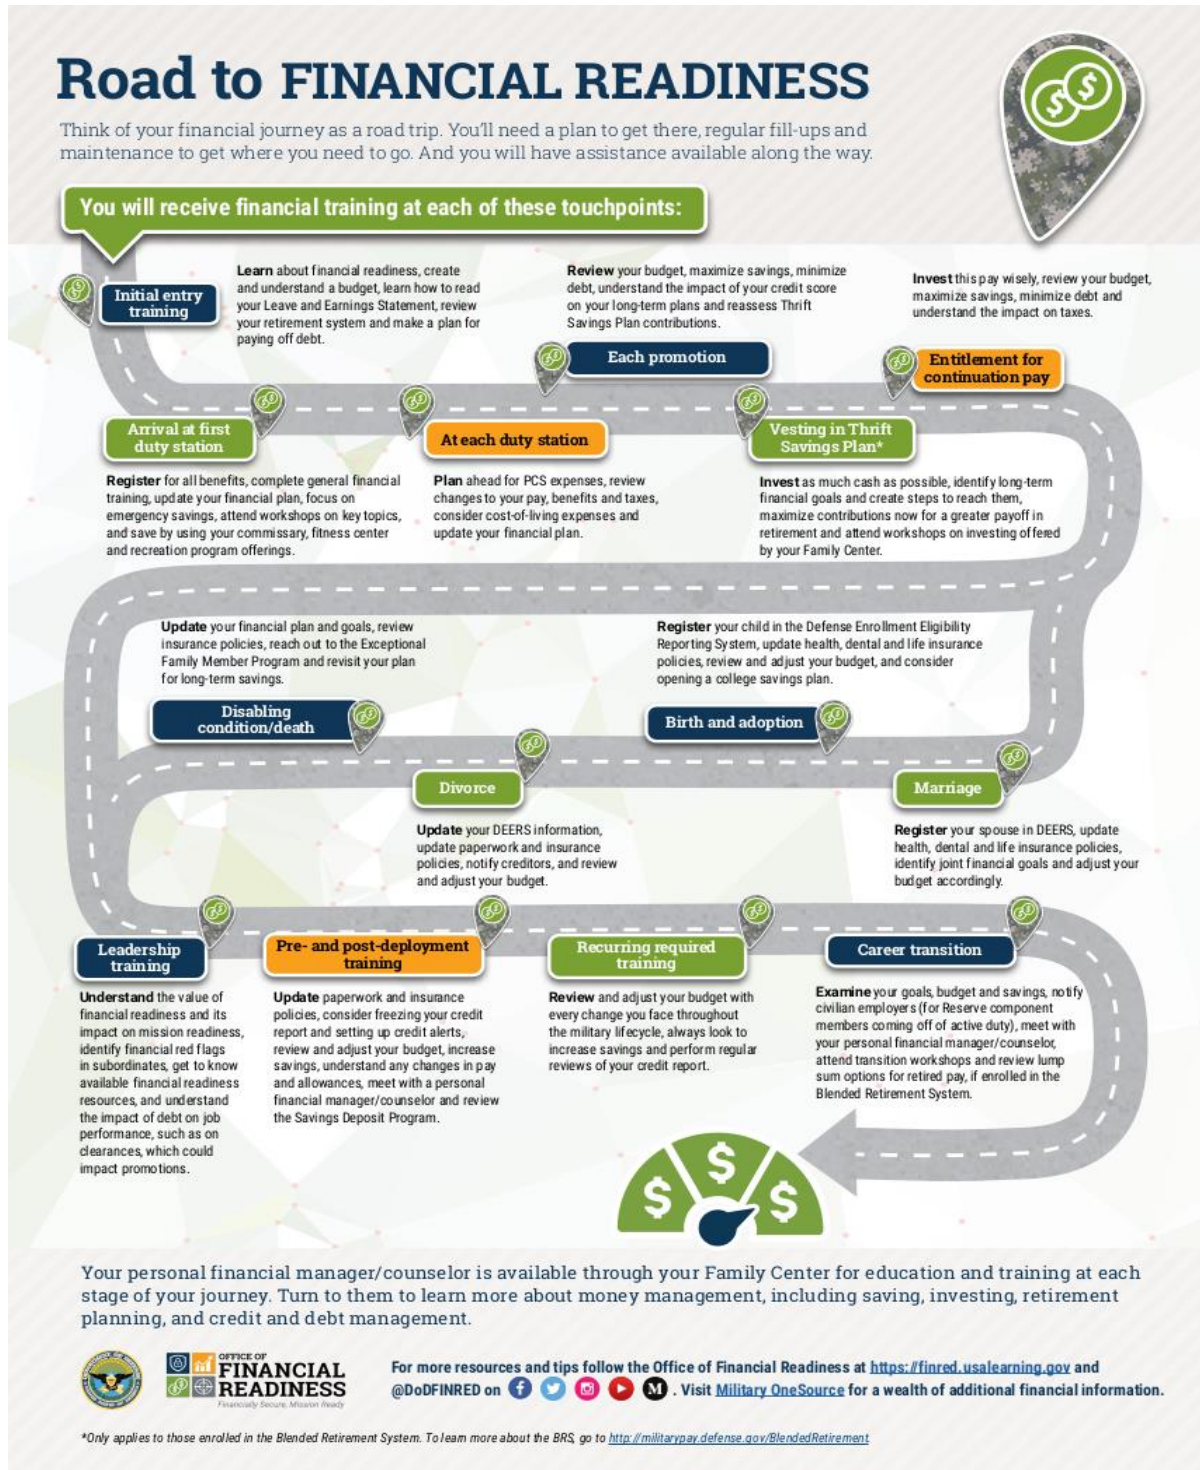 Road to FINANCIAL READINESS
Think of your financial journey as a road trip. You'll need a plan to get there, regular fill-ups and
maintenance to get where you need to go. And you will have assistance available along the way.
You will receive financial training at each of these touchpoints:
Initial entry
training
Learn about financial readiness, create
and understand a budget, learn how to read
your Leave and Earnings Statement, review
your retirement system and make a plan for
paying off debt.
Review your budget, maximize savings, minimize
debt, understand the impact of your credit score
on your long-term plans and reassess Thrift
Savings Plan contributions.
Each promotion
Invest this pay wisely, review your budget,
maximize savings, minimize debt and
understand the impact on taxes.
Entitlement for
continuation pay
Arrival at first
duty station
Register for all benefits, complete general financial
training, update your financial plan, focus on
emergency savings, attend workshops on key topics,
and save by using your commissary, fitness center
and recreation program offerings.
At each duty station
Plan ahead for PCS expenses, review
changes to your pay, benefits and taxes,
consider cost-of-living expenses and
update your financial plan.
Vesting in Thrift
Savings Plan*
Invest as much cash as possible, identify long-term
financial goals and create steps to reach them,
maximize contributions now for a greater payoff in
retirement and attend workshops on investing offered
by your Family Center.
Update your financial plan and goals, review
insurance policies, reach out to the Exceptional
Family Member Program and revisit your plan
for long-term savings.
Disabling
condition/death
Register your child in the Defense Enrollment Eligibility
Reporting System, update health, dental and life insurance
policies, review and adjust your budget, and consider
opening a college savings plan.
Birth and adoption
Divorce
Update your DEERS information,
update paperwork and insurance
policies, notify creditors, and review
and adjust your budget.
Marriage
Register your spouse in DEERS, update
health, dental and life insurance policies,
identify joint financial goals and adjust your
budget accordingly.
Leadership
training
Understand the value of
financial readiness and its
impact on mission readiness,
identify financial red flags
in subordinates, get to know
available financial readiness
resources, and understand
the impact of debt on job
performance, such as on
clearances, which could
impact promotions.
Pre- and post-deployment
training
Update paperwork and insurance
policies, consider freezing your credit
report and setting up credit alerts,
review and adjust your budget, increase
savings, understand any changes in pay
and allowances, meet with a personal
financial manager/counselor and review
the Savings Deposit Program.
Recurring required
training
Review and adjust your budget with
every change you face throughout
the military lifecycle, always look to
increase savings and perform regular
reviews of your credit report.
Career transition
Examine your goals, budget and savings, notify
civilian employers (for Reserve component
members coming off of active duty), meet with
your personal financial manager/counselor,
attend transition workshops and review lump
sum options for retired pay, if enrolled in the
Blended Retirement System.
$ $ $
Your personal financial manager/counselor is available through your Family Center for education and training at each
stage of your journey. Turn to them to learn more about money management, including saving, investing, retirement
planning, and credit and debt management.
OFFICE OF
FINANCIAL
READINESS
Financially Secure, Mission Ready
For more resources and tips follow the Office of Financial Readiness at https://finred.usalearning.gov and
@DoDFINRED on . Visit Military OneSource for a wealth of additional financial information.
*Only applies to those enrolled in the Blended Retirement System. To learn more about the BRS, go to http://militarypay.defense.gov/BlendedRetirement